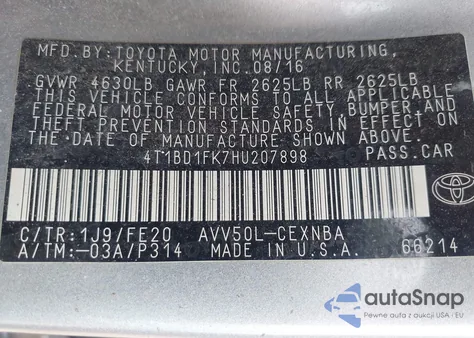 MFD.BY:TOYOTA MOTOR MANUFACTURING,
KENTUCKY,INC.08/16
GVWR 4630LB GAWR FR 2625LB RR 2625LB
THIS VEHICLE CONFORMS TO ALL APPLICABLE
FEDERAL MOTOR VEHICLE SAFETY,BUMPER,AND
THEFT PREVENTION STANDARDS IN EFFECT ON
THE DATE OF MANUFACTURE SHOWN ABOVE.
4T1BD1FK7HU207898 PASS.CAR
TOYOTA
C/TR:1J9/FE20 AVV50L-CEXNBA
A/TM:-03A/P314 MADE IN U.S.A. 66214
autoSnap
Pewne auta z aukcji USA i EU